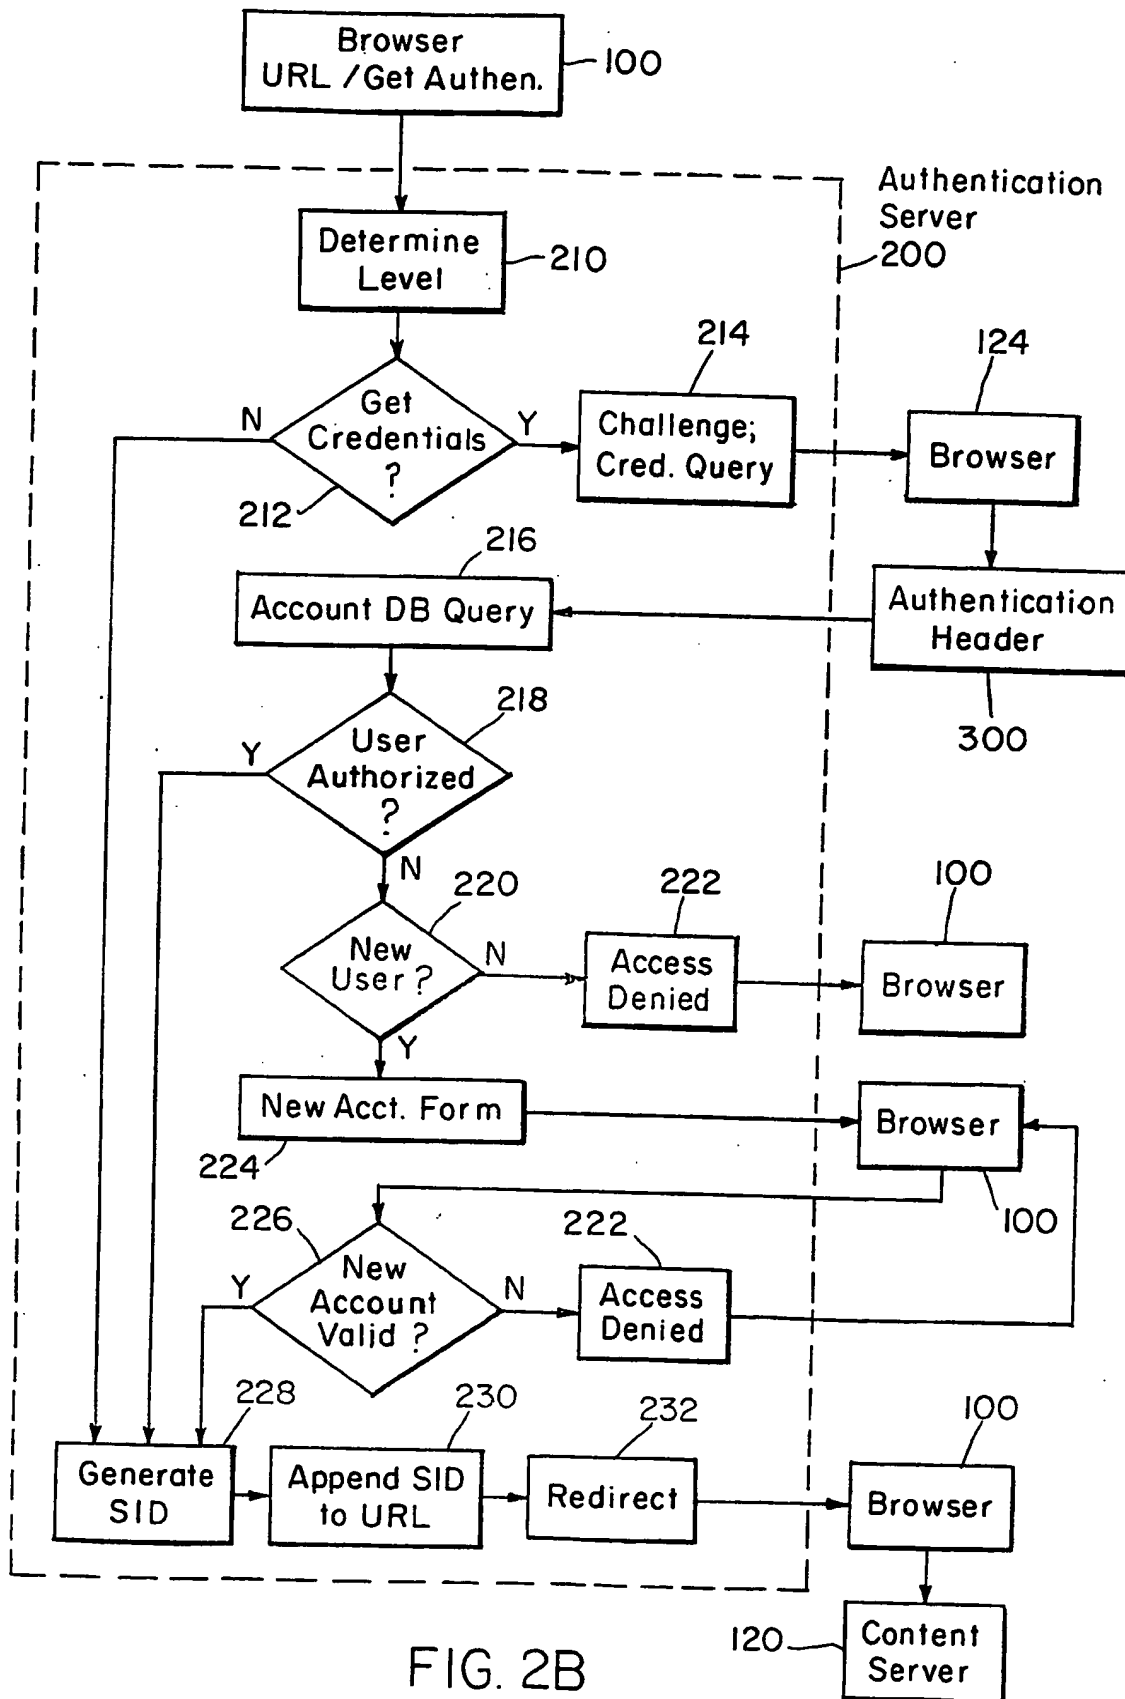 Browser
URL /Get Authen.
100
Authentication
Server
200
Determine
Level
210
214
124
N
Get
Credentials
?
Y
212
Challenge;
Cred. Query
Browser
216
Account DB Query
Authentication
Header
300
218
Y
User
Authorized
?
N
220
222
100
New
User ?
N
Access
Denied
Browser
Y
New Acct. Form
Browser
224
100
226
222
Y
New
Account
Valid ?
N
Access
Denied
228
230
232
100
Generate
SID
Append SID
to URL
Redirect
Browser
120
Content
Server
FIG. 2B